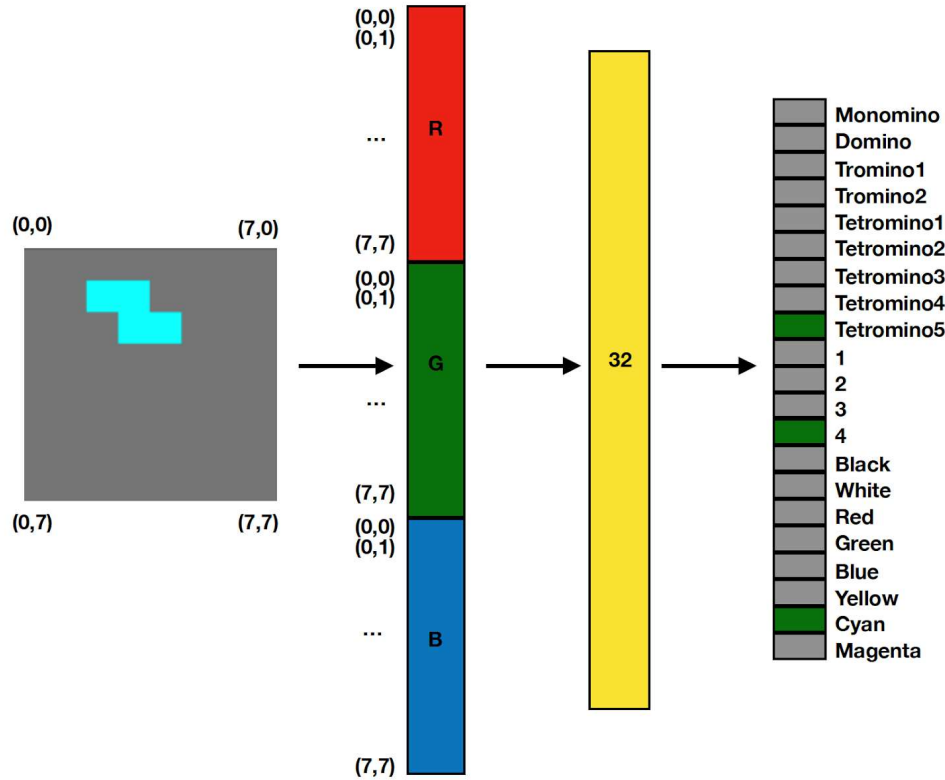 (0,0)
(7,0)
(0,7)
(7,7)
(0,0)
(0,1)
...
(7,7)
(0,0)
(0,1)
...
(7,7)
(0,0)
(0,1)
...
(7,7)
R
G
B
32
Monomino
Domino
Tromino1
Tromino2
Tetromino1
Tetromino2
Tetromino3
Tetromino4
Tetromino5
1
2
3
4
Black
White
Red
Green
Blue
Yellow
Cyan
Magenta